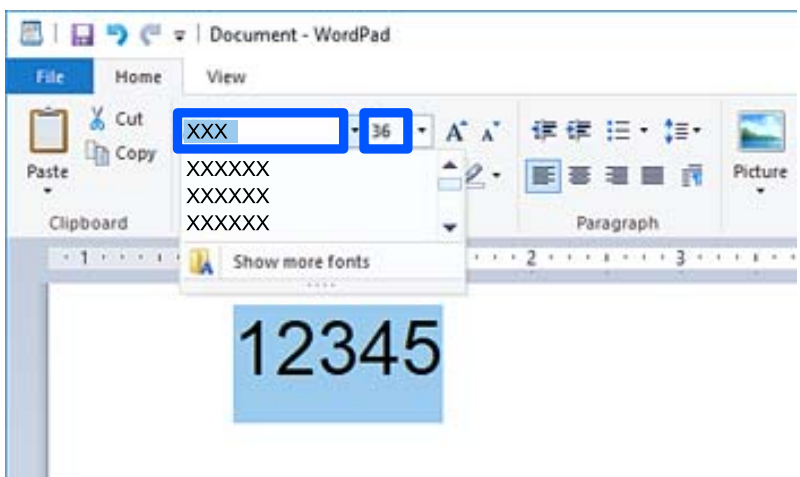 Document - WordPad
File Home View
Cut
Copy
Paste
XXX
36
A A
XXXXXX
XXXXXX
XXXXXX
Show more fonts
Picture
Clipboard
Paragraph
1 2 3
12345